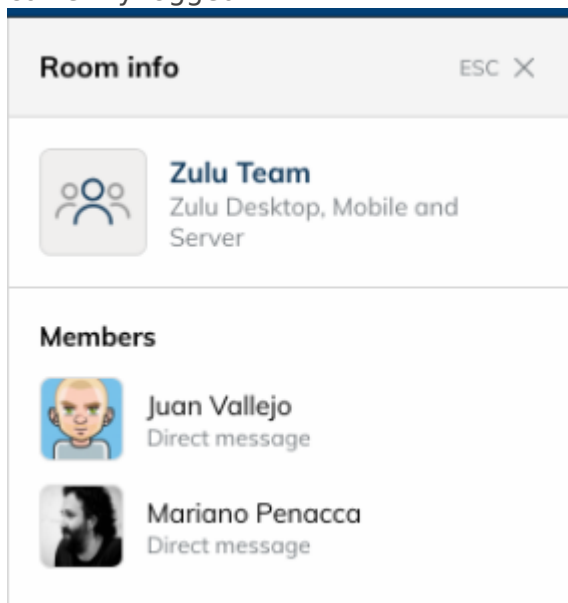 Room info
ESC
Zulu Team
Zulu Desktop, Mobile and
Server
Members
Juan Vallejo
Direct message
Mariano Penacca
Direct message